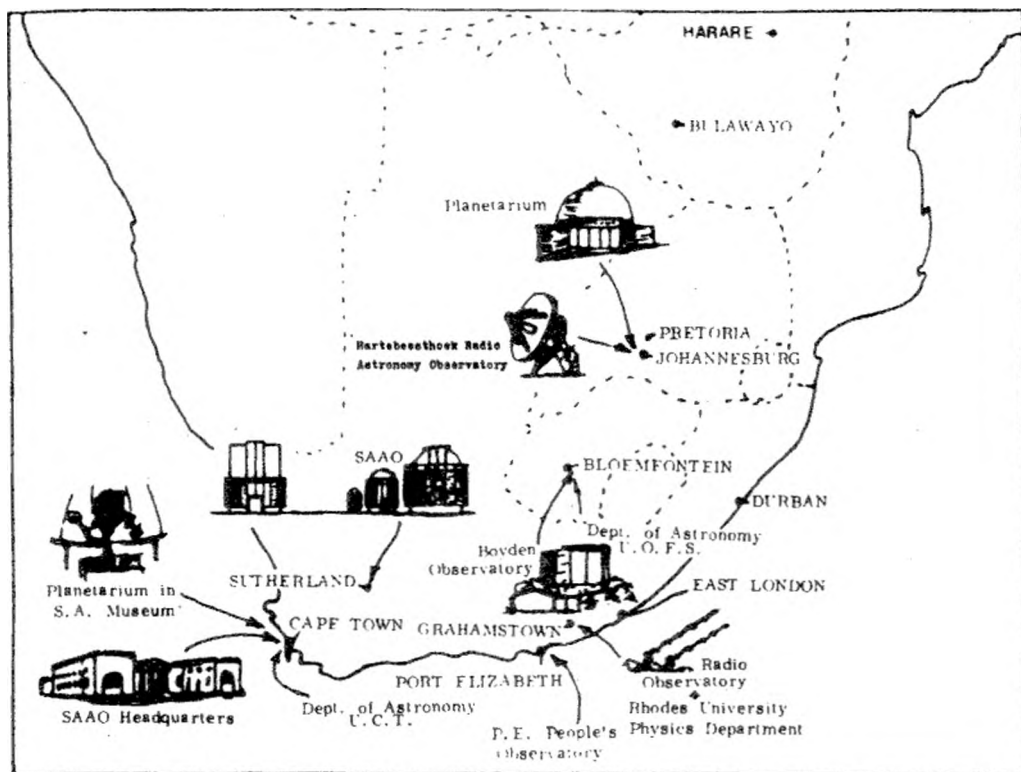 HARARE
BULAWAYO
Planetarium
PRETORIA
Hartebeesthoek Radio
JOHANNESBURG
Astronomy Observatory
SAAO
BLOEMFONTEIN
DURBAN
Dept. of Astronomy
U.O.F.S.
Boyden
Observatory
SUTHERLAND
EAST LONDON
Planetarium in
S.A. Museum
CAPE TOWN
GRAHAMSTOWN
Radio
Observatory
PORT ELIZABETH
SAAO Headquarters
Dept. of Astronomy
U.C.T.
Rhodes University
Physics Department
P.E. People's
Observatory